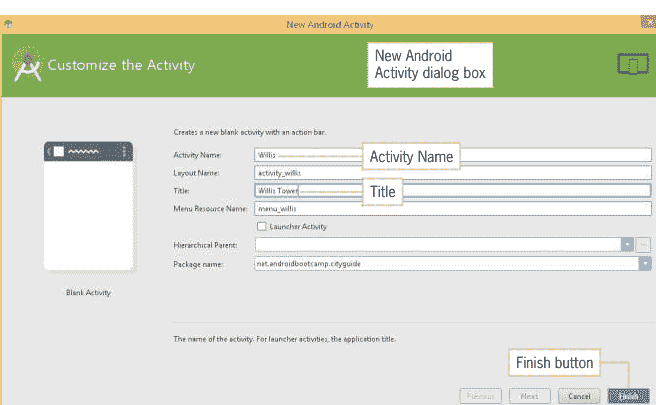 New Android Activity
Customize the Activity
New Android
Activity dialog box
Creates a new blank activity with an action bar.
Activity Name:
Willis
Activity Name
Layout Name:
activity_willis
Title:
Willis Tower
Title
Menu Resource Name:
menu_willis
Launcher Activity
Hierarchical Parent:
...
Package name:
net.androidbootcamp.cityguide
Blank Activity
The name of the activity. For launcher activities, the application title.
Finish button
Previous
Next
Cancel
Finish